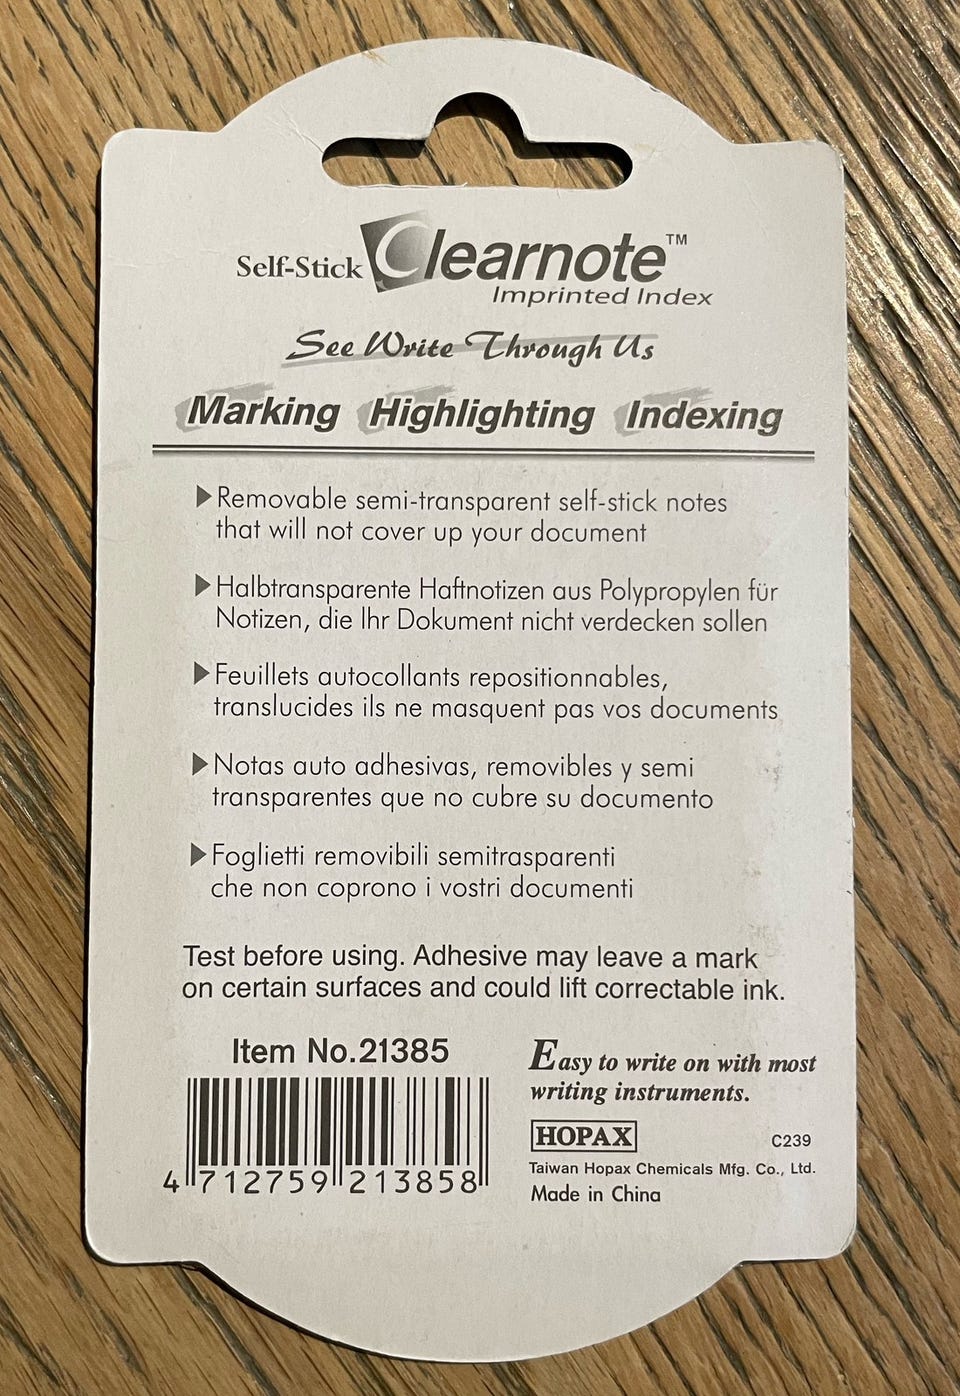 Self-Stick Clearnote™
Imprinted Index
See Write Through Us
Marking Highlighting Indexing
▶Removable semi-transparent self-stick notes
that will not cover up your document
▶Halbtransparente Haftnotizen aus Polypropylen für
Notizen, die Ihr Dokument nicht verdecken sollen
▶Feuillets autocollants repositionnables,
translucides ils ne masquent pas vos documents
▶Notas auto adhesivas, removibles y semi
transparentes que no cubre su documento
▶Foglietti removibili semitrasparenti
che non coprono i vostri documenti
Test before using. Adhesive may leave a mark
on certain surfaces and could lift correctable ink.
Item No.21385
4 712759 213858
Easy to write on with most
writing instruments.
HOPAX C239
Taiwan Hopax Chemicals Mfg. Co., Ltd.
Made in China